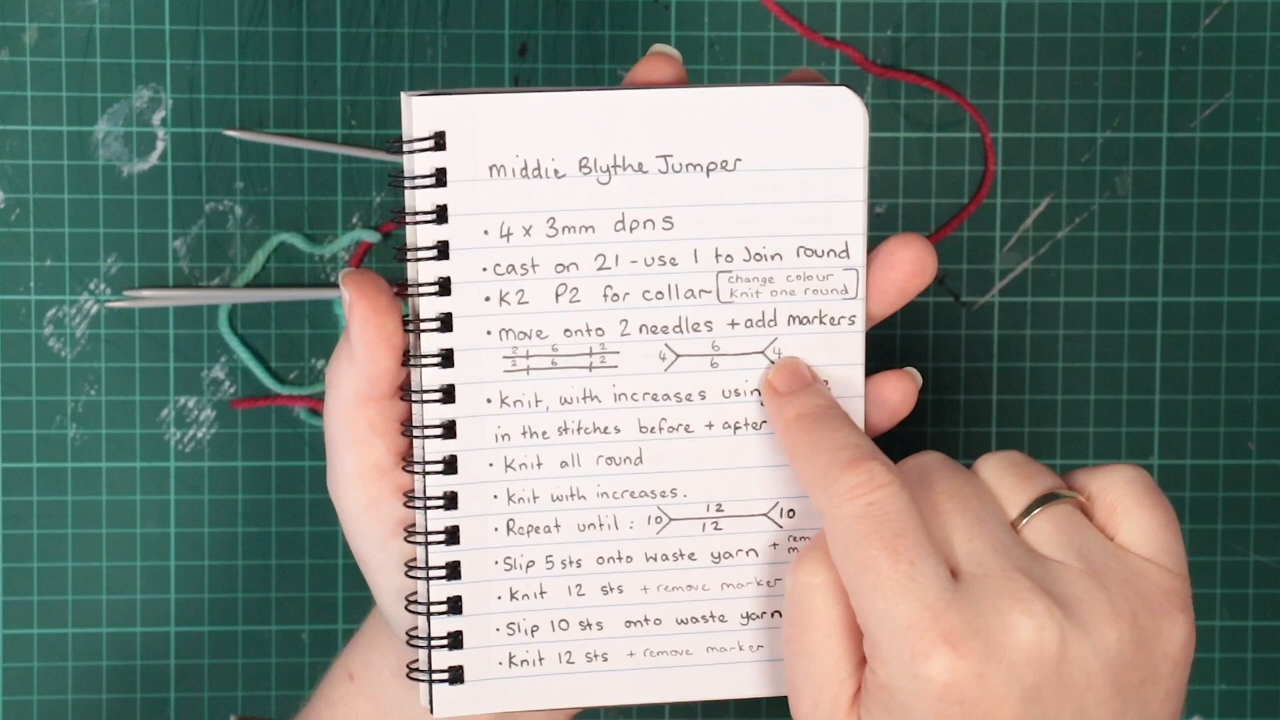 middie Blythe Jumper
• 4 x 3mm dpns
• cast on 21 - use 1 to join round
• K2 P2 for collar [change colour
knit one round]
• move onto 2 needles + add markers
2 6 2
2 6 2
4 6 4
6
• Knit, with increases using
in the stitches before + after
• Knit all round
• Knit with increases.
• Repeat until : 10 12 10
12
• Slip 5 sts onto waste yarn +
• Knit 12 sts + remove marker
• Slip 10 sts onto waste yarn
• Knit 12 sts + remove marker